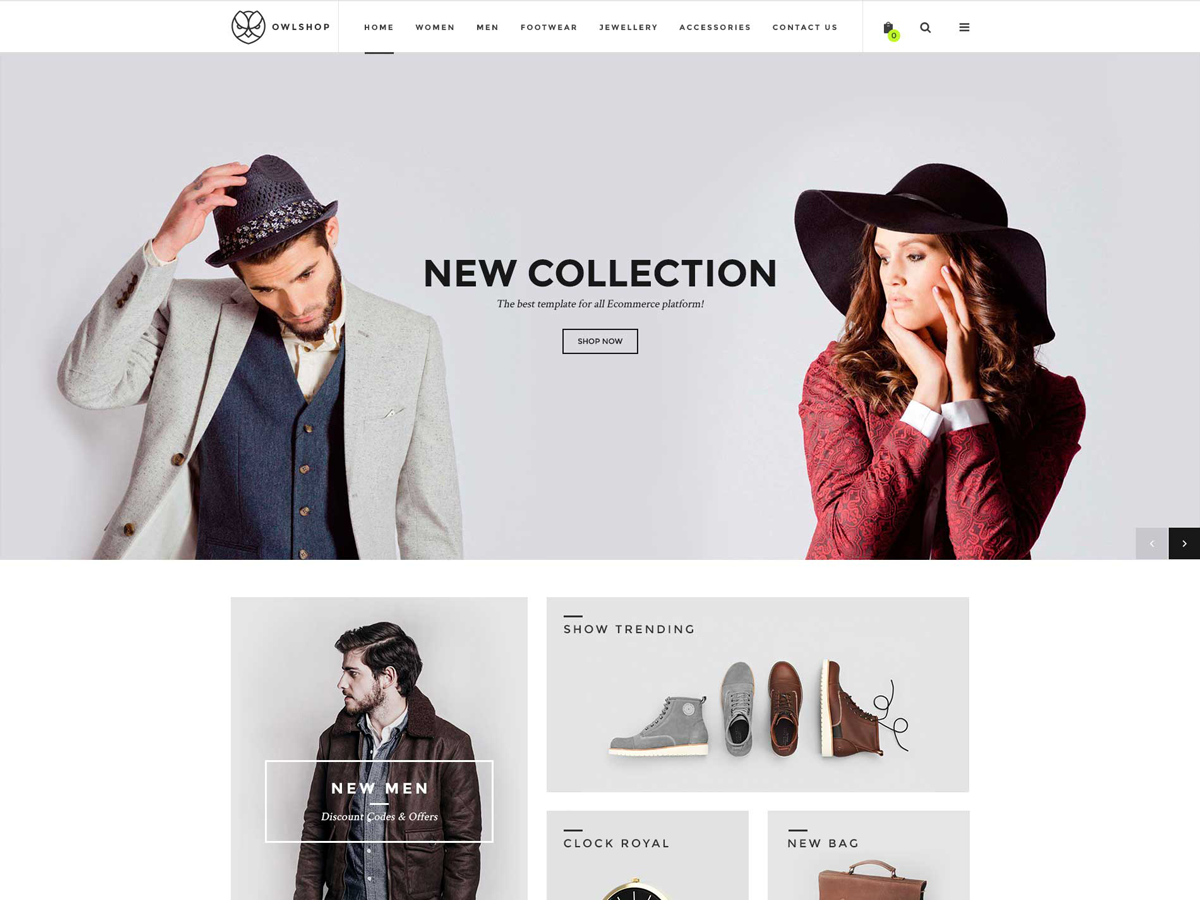 OWLSHOP
HOME WOMEN MEN FOOTWEAR JEWELLERY ACCESSORIES CONTACT US
0
NEW COLLECTION
The best template for all Ecommerce platform!
SHOP NOW
SHOW TRENDING
NEW MEN
Discount Codes & Offers
CLOCK ROYAL
NEW BAG